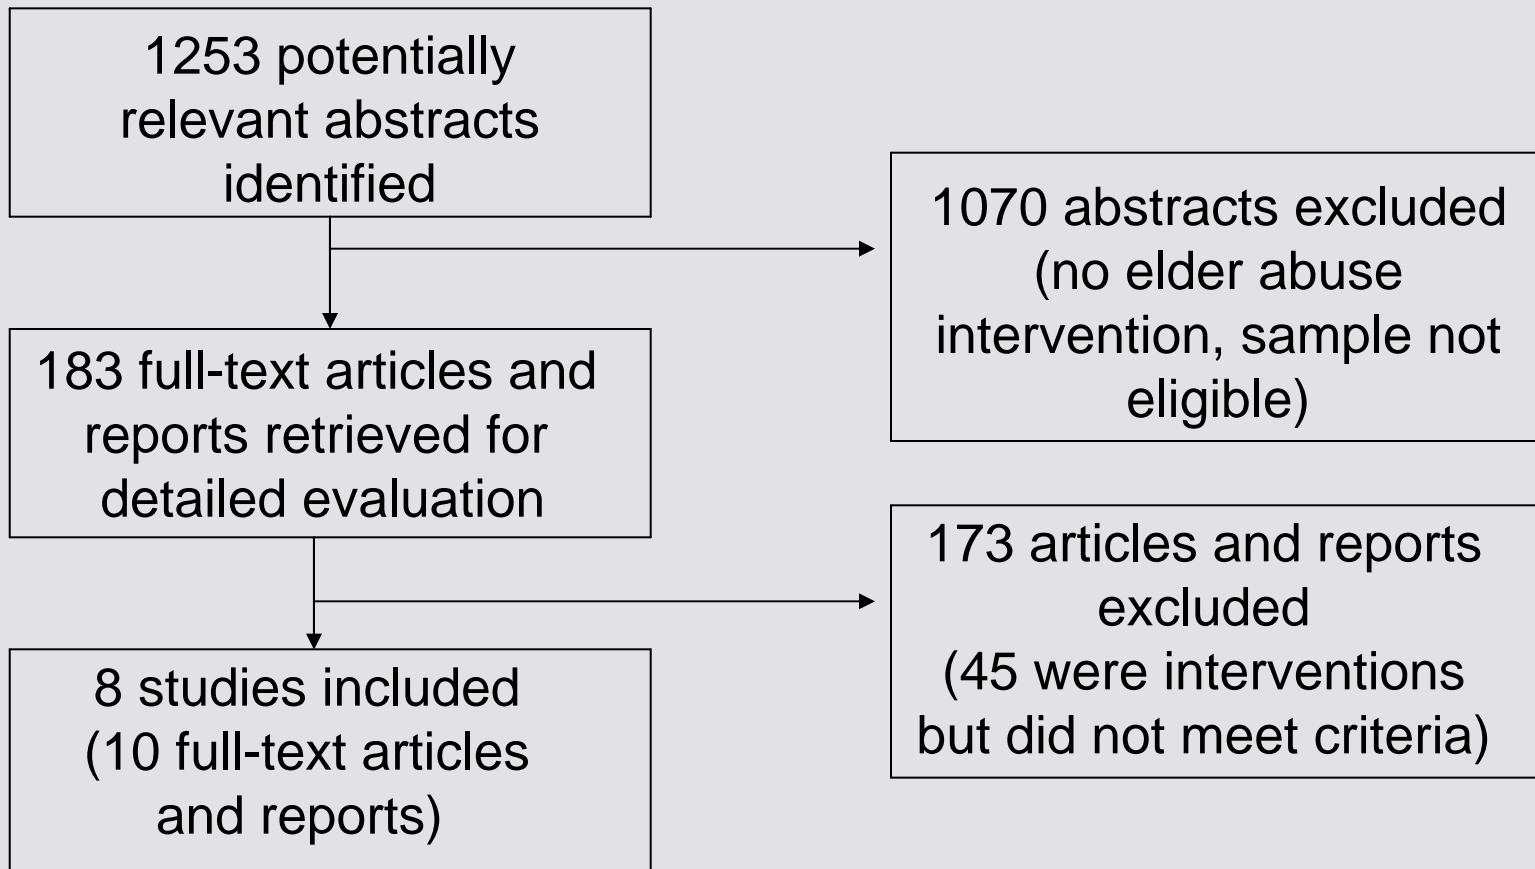 1253 potentially
relevant abstracts
identified
1070 abstracts excluded
(no elder abuse
intervention, sample not
eligible)
183 full-text articles and
reports retrieved for
detailed evaluation
173 articles and reports
excluded
(45 were interventions
but did not meet criteria)
8 studies included
(10 full-text articles
and reports)